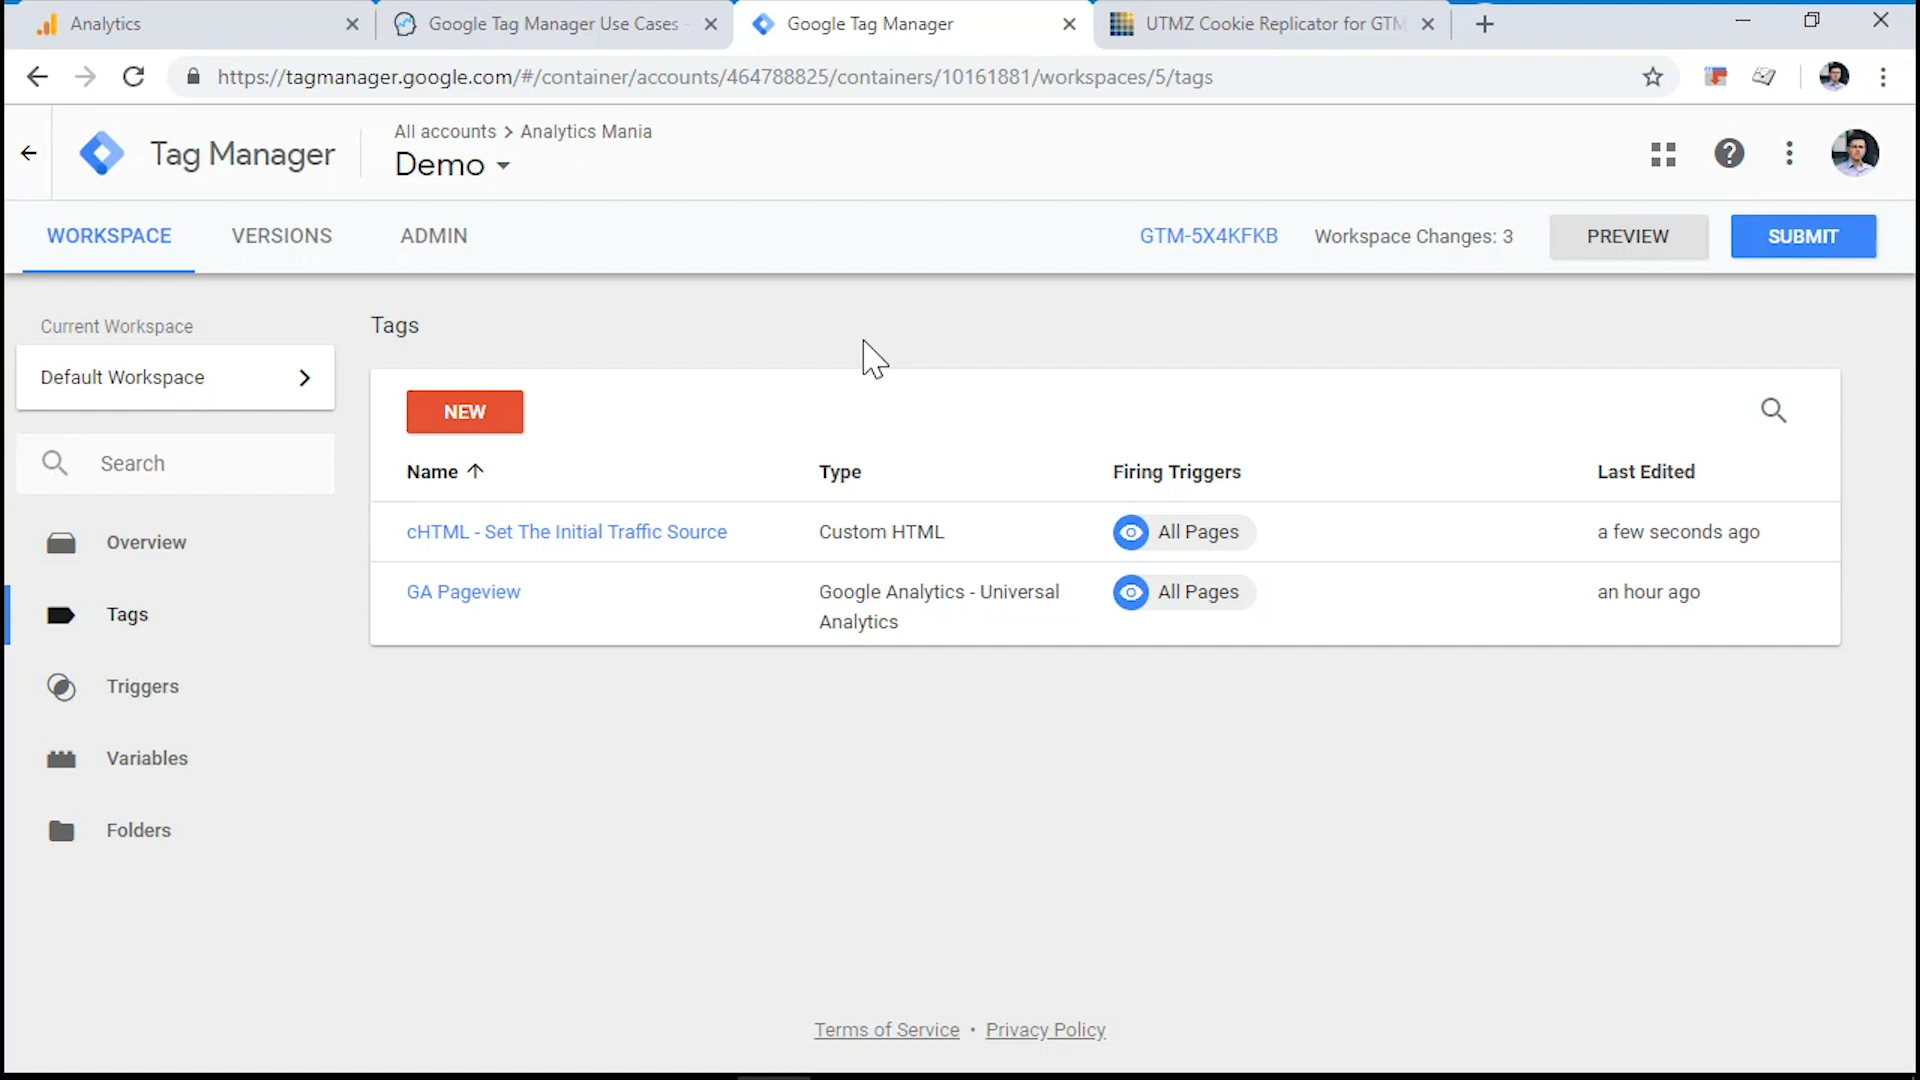 Analytics
Google Tag Manager Use Cases -
Google Tag Manager
UTMZ Cookie Replicator for GTM
https://tagmanager.google.com/#/container/accounts/464788825/containers/10161881/workspaces/5/tags
Tag Manager
All accounts > Analytics Mania
Demo
WORKSPACE
VERSIONS
ADMIN
GTM-5X4KFKB
Workspace Changes: 3
PREVIEW
SUBMIT
Current Workspace
Default Workspace
Search
Overview
Tags
Triggers
Variables
Folders
Tags
NEW
Name
Type
Firing Triggers
Last Edited
cHTML - Set The Initial Traffic Source
Custom HTML
All Pages
a few seconds ago
GA Pageview
Google Analytics - Universal
Analytics
All Pages
an hour ago
Terms of Service • Privacy Policy